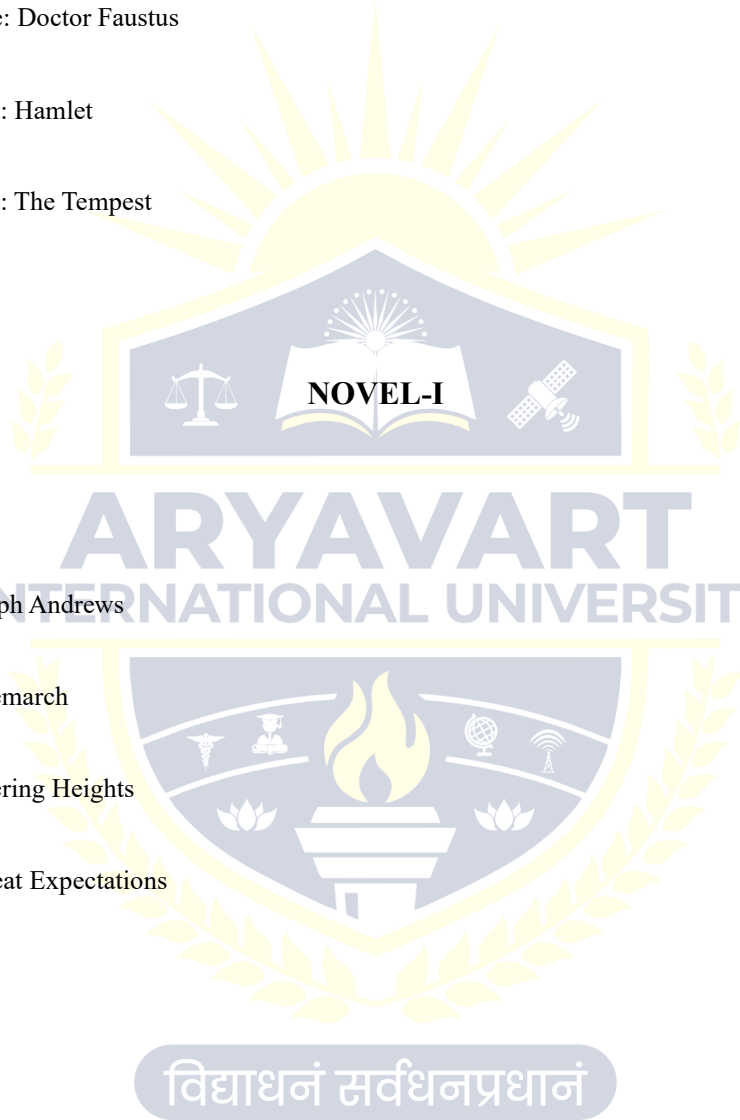 e: Doctor Faustus
: Hamlet
: The Tempest
NOVEL-I
ARYAVART
NTERNATIONAL UNIVERSIT
ph Andrews
emarch
ering Heights
eat Expectations
विद्याधनं सर्वधनप्रधानं